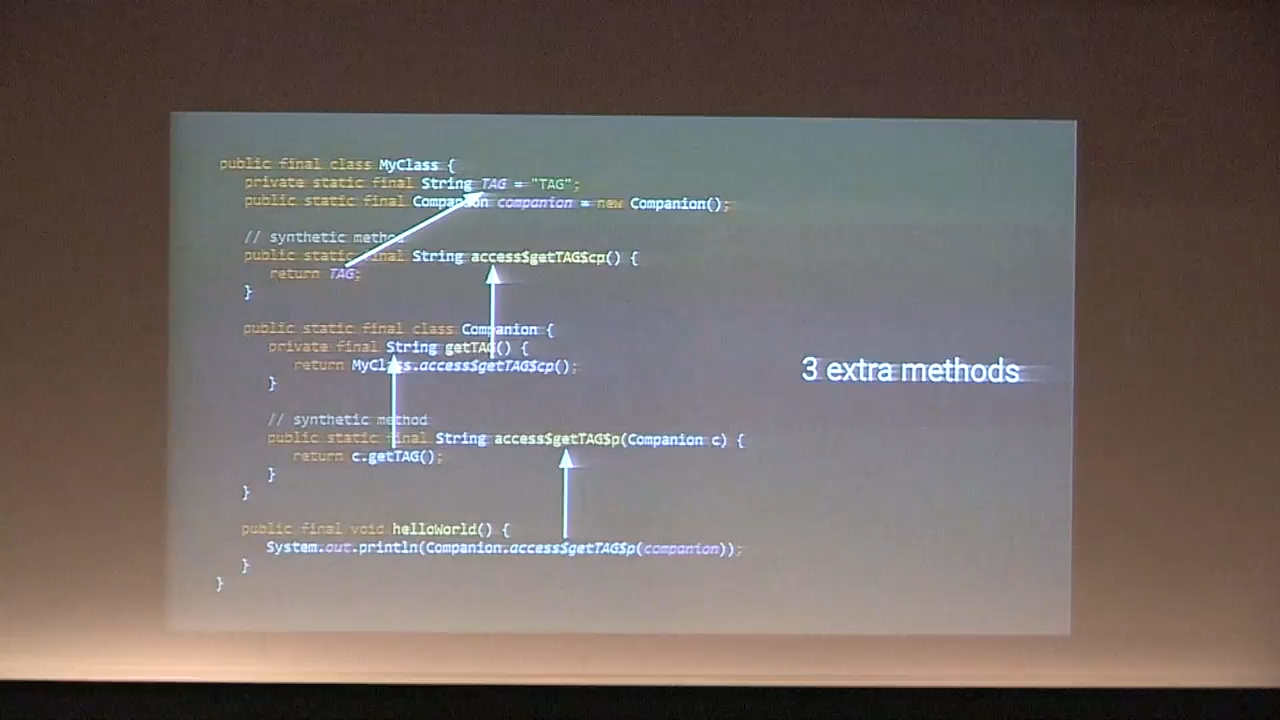 public final class MyClass {
private static final String TAG = "TAG";
public static final Companion companion = new Companion();
// synthetic method
public static final String access$getTAG$cp() {
return TAG;
}
public static final class Companion {
private final String getTAG() {
return MyClass.access$getTAG$cp();
}
// synthetic method
public static final String access$getTAG$p(Companion c) {
return c.getTAG();
}
}
public final void helloWorld() {
System.out.println(Companion.access$getTAG$p(companion));
}
}
3 extra methods